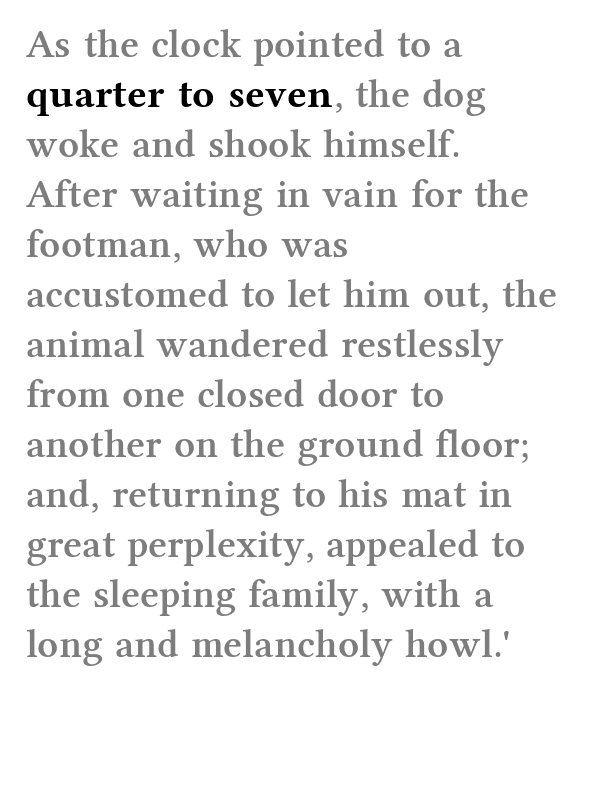 As the clock pointed to a
quarter to seven, the dog
woke and shook himself.
After waiting in vain for the
footman, who was
accustomed to let him out, the
animal wandered restlessly
from one closed door to
another on the ground floor;
and, returning to his mat in
great perplexity, appealed to
the sleeping family, with a
long and melancholy howl.'